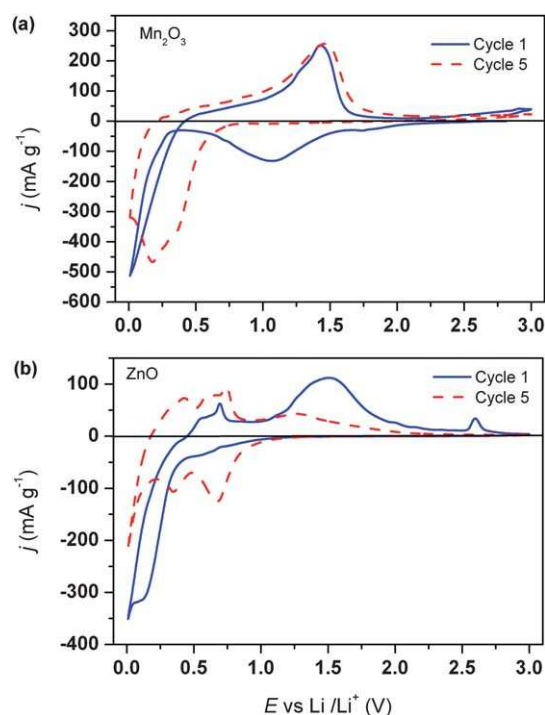 (a)
Mn₂O₃
Cycle 1
Cycle 5
300
200
100
0
-100
-200
-300
-400
-500
-600
j (mA g⁻¹)
0.0 0.5 1.0 1.5 2.0 2.5 3.0
(b)
ZnO
Cycle 1
Cycle 5
100
0
-100
-200
-300
-400
j (mA g⁻¹)
0.0 0.5 1.0 1.5 2.0 2.5 3.0
E vs Li /Li⁺ (V)